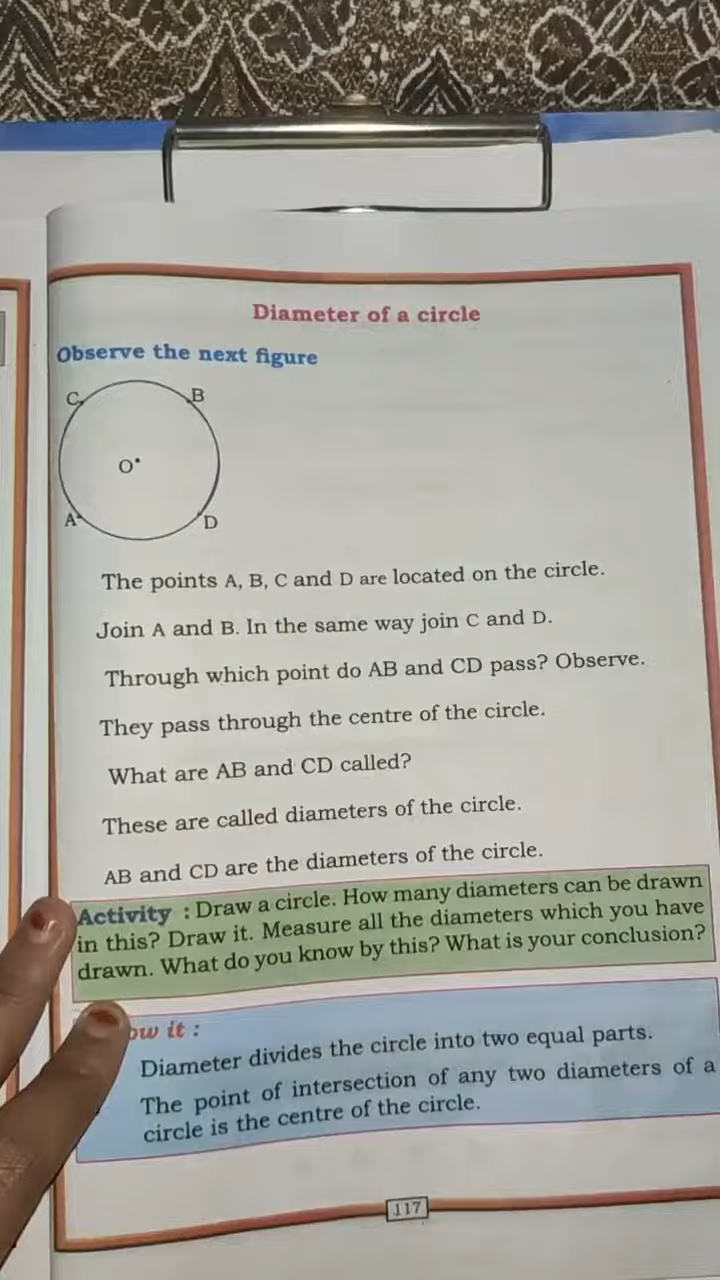 Diameter of a circle
Observe the next figure
C
B
O
A
D
The points A, B, C and D are located on the circle.
Join A and B. In the same way join C and D.
Through which point do AB and CD pass? Observe.
They pass through the centre of the circle.
What are AB and CD called?
These are called diameters of the circle.
AB and CD are the diameters of the circle.
Activity : Draw a circle. How many diameters can be drawn
in this? Draw it. Measure all the diameters which you have
drawn. What do you know by this? What is your conclusion?
it :
Diameter divides the circle into two equal parts.
The point of intersection of any two diameters of a
circle is the centre of the circle.
117